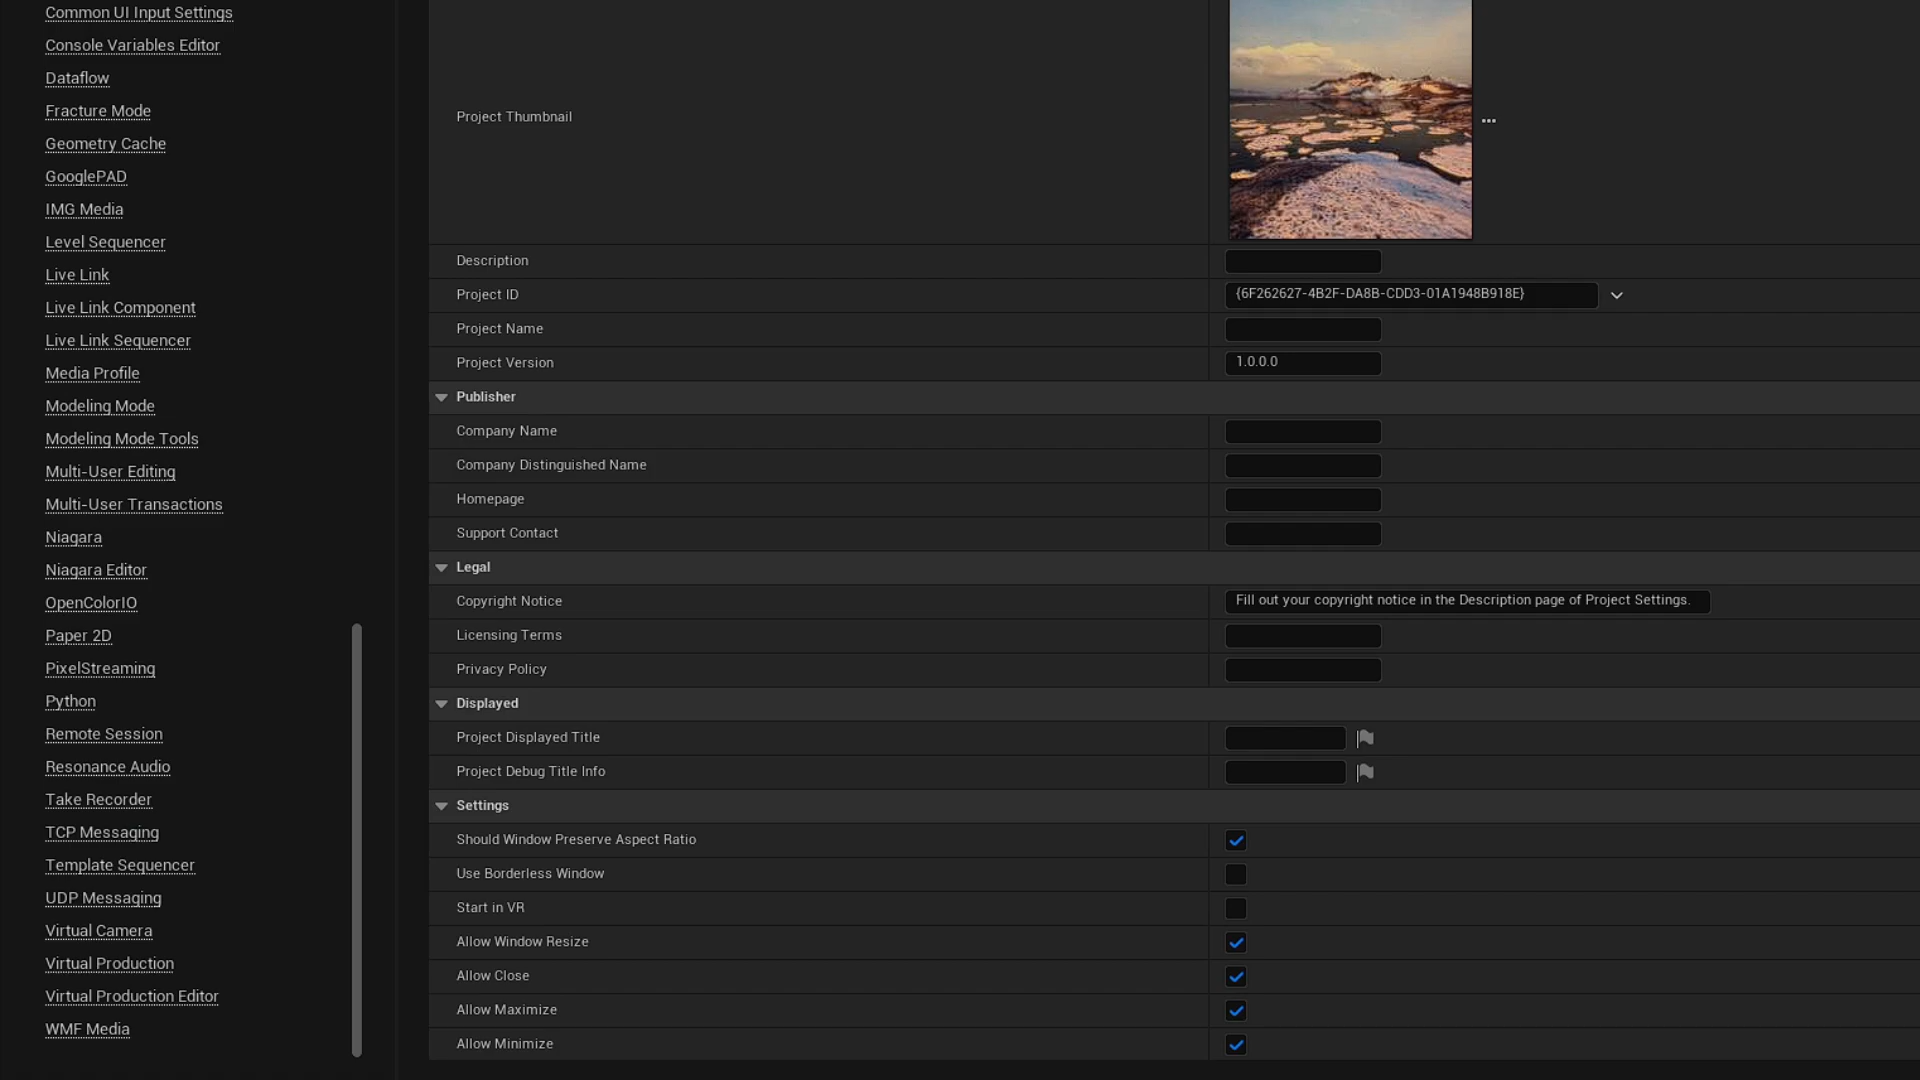 Common UI Input Settings
Console Variables Editor
Dataflow
Fracture Mode
Geometry Cache
GooglePAD
IMG Media
Level Sequencer
Live Link
Live Link Component
Live Link Sequencer
Media Profile
Modeling Mode
Modeling Mode Tools
Multi-User Editing
Multi-User Transactions
Niagara
Niagara Editor
OpenColorIO
Paper 2D
PixelStreaming
Python
Remote Session
Resonance Audio
Take Recorder
TCP Messaging
Template Sequencer
UDP Messaging
Virtual Camera
Virtual Production
Virtual Production Editor
WMF Media
Project Thumbnail
Description
Project ID {6F262627-4B2F-DA8B-CDD3-01A1948B918E}
Project Name
Project Version 1.0.0.0
Publisher
Company Name
Company Distinguished Name
Homepage
Support Contact
Legal
Copyright Notice Fill out your copyright notice in the Description page of Project Settings.
Licensing Terms
Privacy Policy
Displayed
Project Displayed Title
Project Debug Title Info
Settings
Should Window Preserve Aspect Ratio
Use Borderless Window
Start in VR
Allow Window Resize
Allow Close
Allow Maximize
Allow Minimize